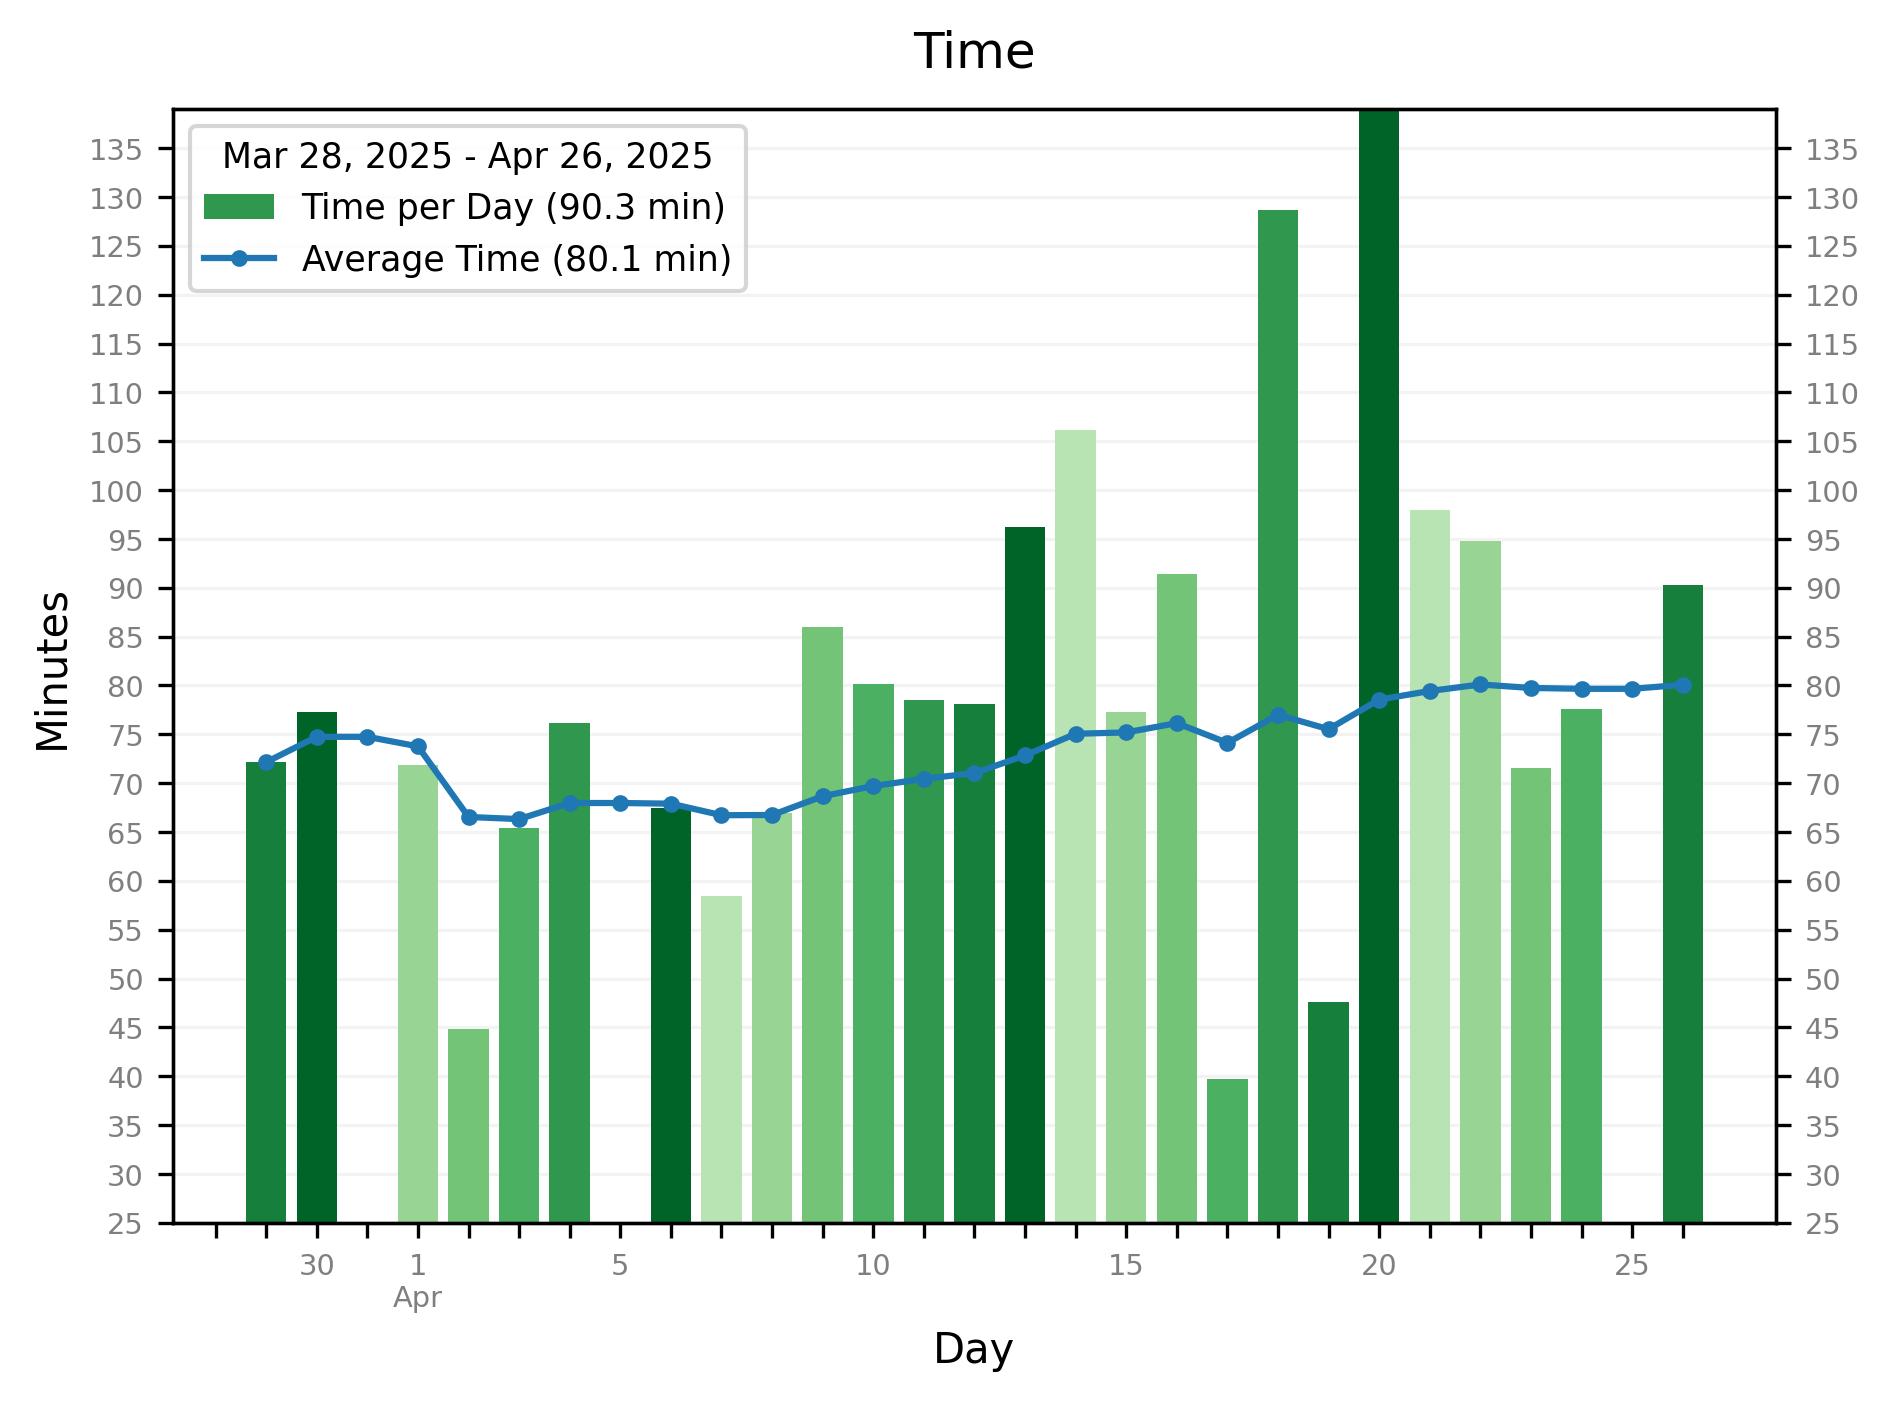 Time
Mar 28, 2025 - Apr 26, 2025
Time per Day (90.3 min)
Average Time (80.1 min)
135 135
130 130
125 125
120 120
115 115
110 110
105 105
100 100
95 95
90 90
85 85
80 80
75 75
70 70
65 65
60 60
55 55
50 50
45 45
40 40
35 35
30 30
25 25
Minutes
30 1 5 10 15 20 25
Apr
Day